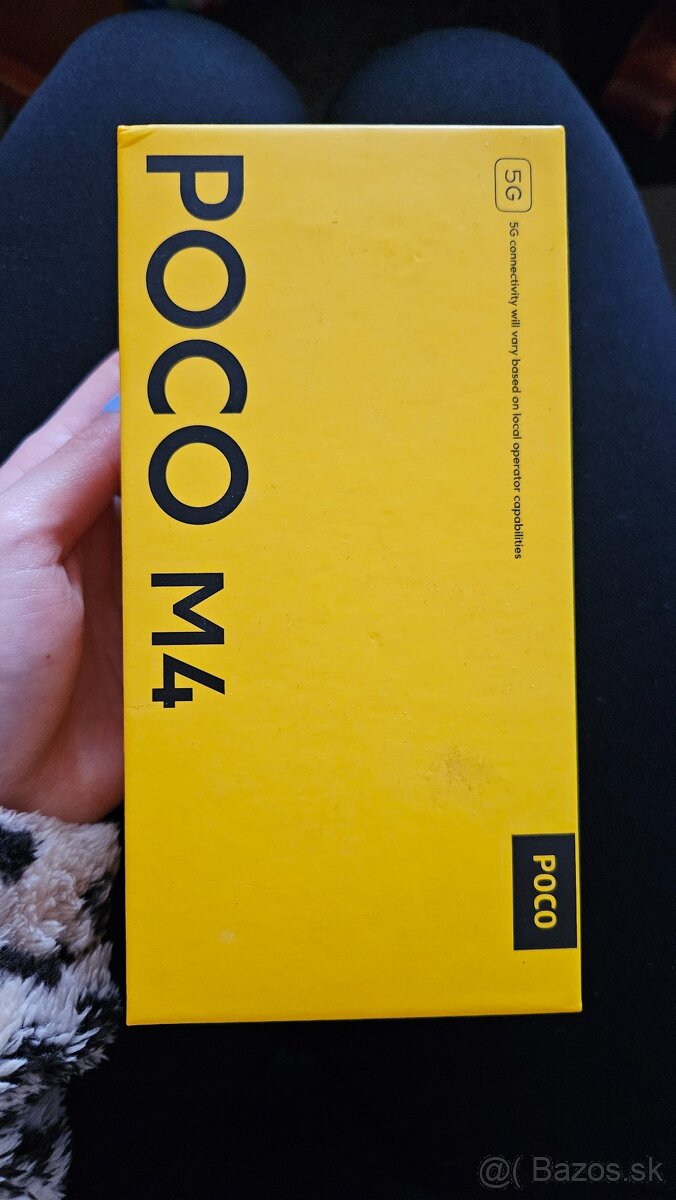 POCO M4
5G
5G connectivity will vary based on local operator capabilities
POCO
@( Bazos.sk